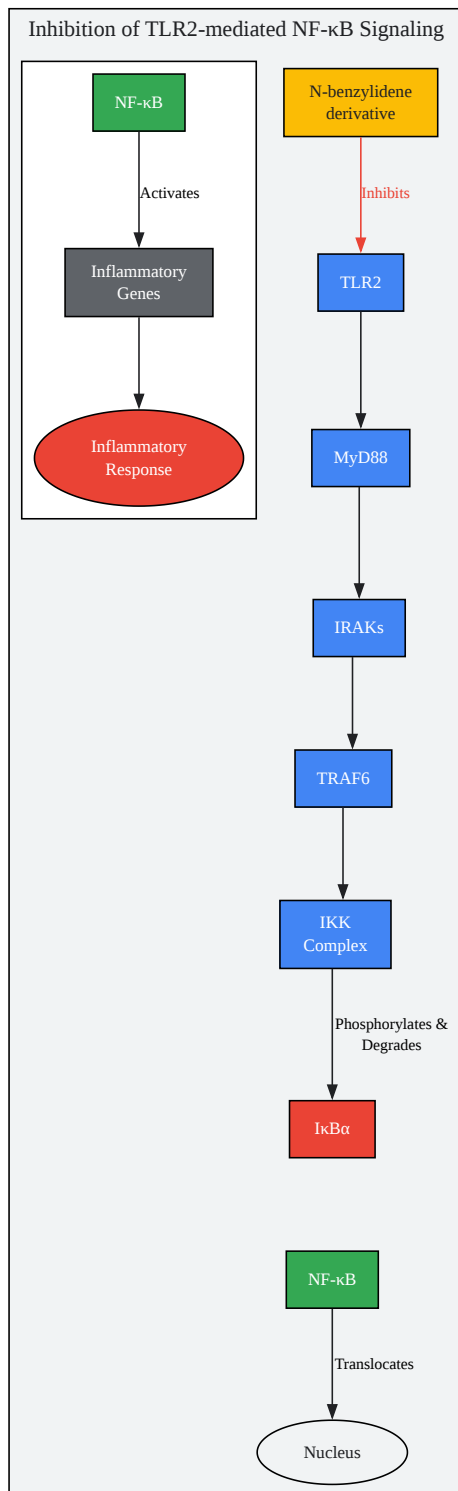 Inhibition of TLR2-mediated NF-κB Signaling
NF-κB
Activates
Inflammatory
Genes
Inflammatory
Response
N-benzylidene
derivative
Inhibits
TLR2
MyD88
IRAKs
TRAF6
IKK
Complex
Phosphorylates &
Degrades
IκBα
NF-κB
Translocates
Nucleus